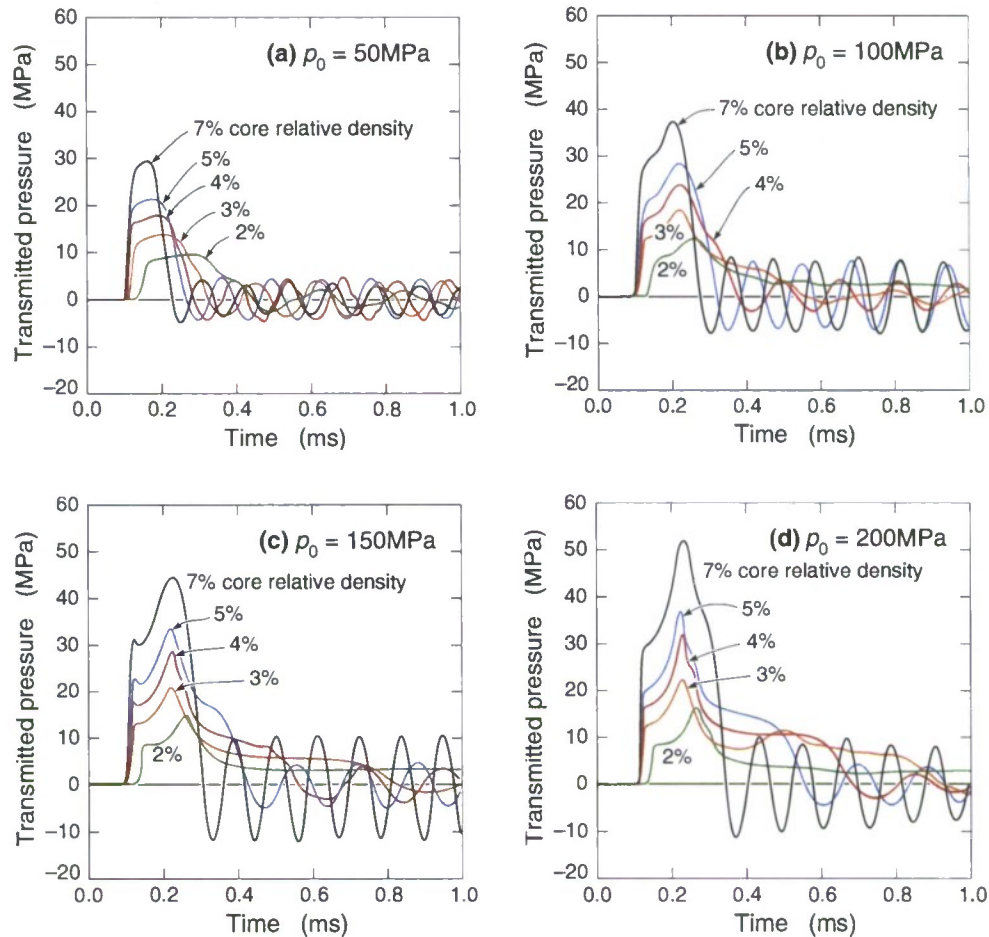 (a) p₀ = 50MPa
Transmitted pressure (MPa)
60
50
40
30
20
10
0
–10
–20
7% core relative density
5%
4%
3%
2%
0.0 0.2 0.4 0.6 0.8 1.0
Time (ms)
(b) p₀ = 100MPa
Transmitted pressure (MPa)
60
50
40
30
20
10
0
–10
–20
7% core relative density
5%
4%
3%
2%
0.0 0.2 0.4 0.6 0.8 1.0
Time (ms)
(c) p₀ = 150MPa
Transmitted pressure (MPa)
60
50
40
30
20
10
0
–10
–20
7% core relative density
5%
4%
3%
2%
0.0 0.2 0.4 0.6 0.8 1.0
Time (ms)
(d) p₀ = 200MPa
Transmitted pressure (MPa)
60
50
40
30
20
10
0
–10
–20
7% core relative density
5%
4%
3%
2%
0.0 0.2 0.4 0.6 0.8 1.0
Time (ms)